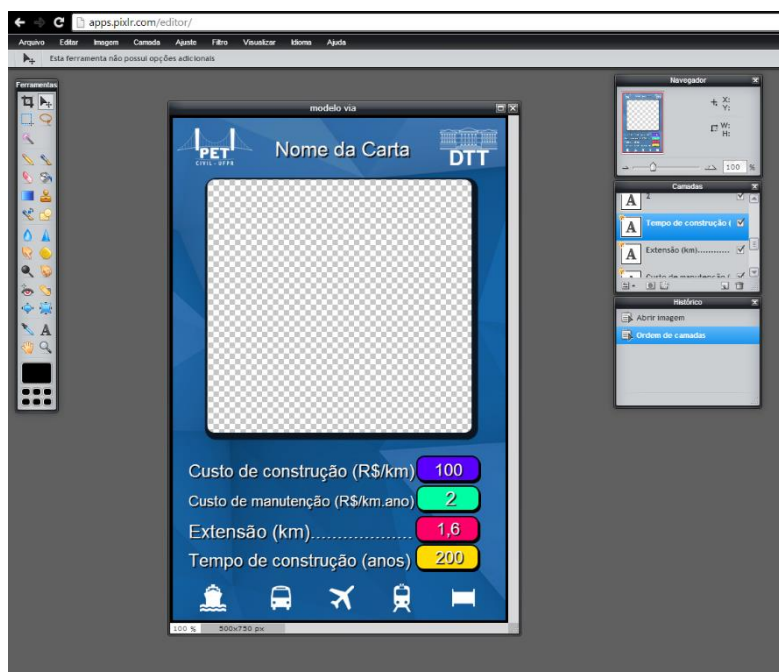 apps.pixlr.com/editor/
Arquivo Editar Imagem Camada Ajuste Filtro Visualizar Idioma Ajuda
Esta ferramenta não possui opções adicionais
Ferramentas
modelo via
PET
CIVIL - UFPR
Nome da Carta
DTT
Custo de construção (R$/km) 100
Custo de manutenção (R$/km.ano) 2
Extensão (km)................... 1,6
Tempo de construção (anos) 200
100 % 500x750 px
Navegador
X:
Y:
W:
H:
100 %
Camadas
A
A Tempo de construção (
A Extensão (km)............
Custo de manutenção (
Histórico
Abrir imagem
Ordem de camadas
A